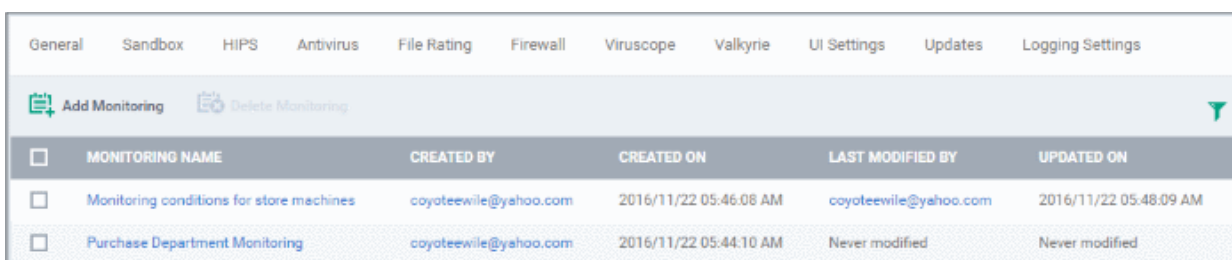 General Sandbox HIPS Antivirus File Rating Firewall Viruscope Valkyrie UI Settings Updates Logging Settings
Add Monitoring Delete Monitoring
MONITORING NAME CREATED BY CREATED ON LAST MODIFIED BY UPDATED ON
Monitoring conditions for store machines coyoteewile@yahoo.com 2016/11/22 05:46:08 AM coyoteewile@yahoo.com 2016/11/22 05:48:09 AM
Purchase Department Monitoring coyoteewile@yahoo.com 2016/11/22 05:44:10 AM Never modified Never modified